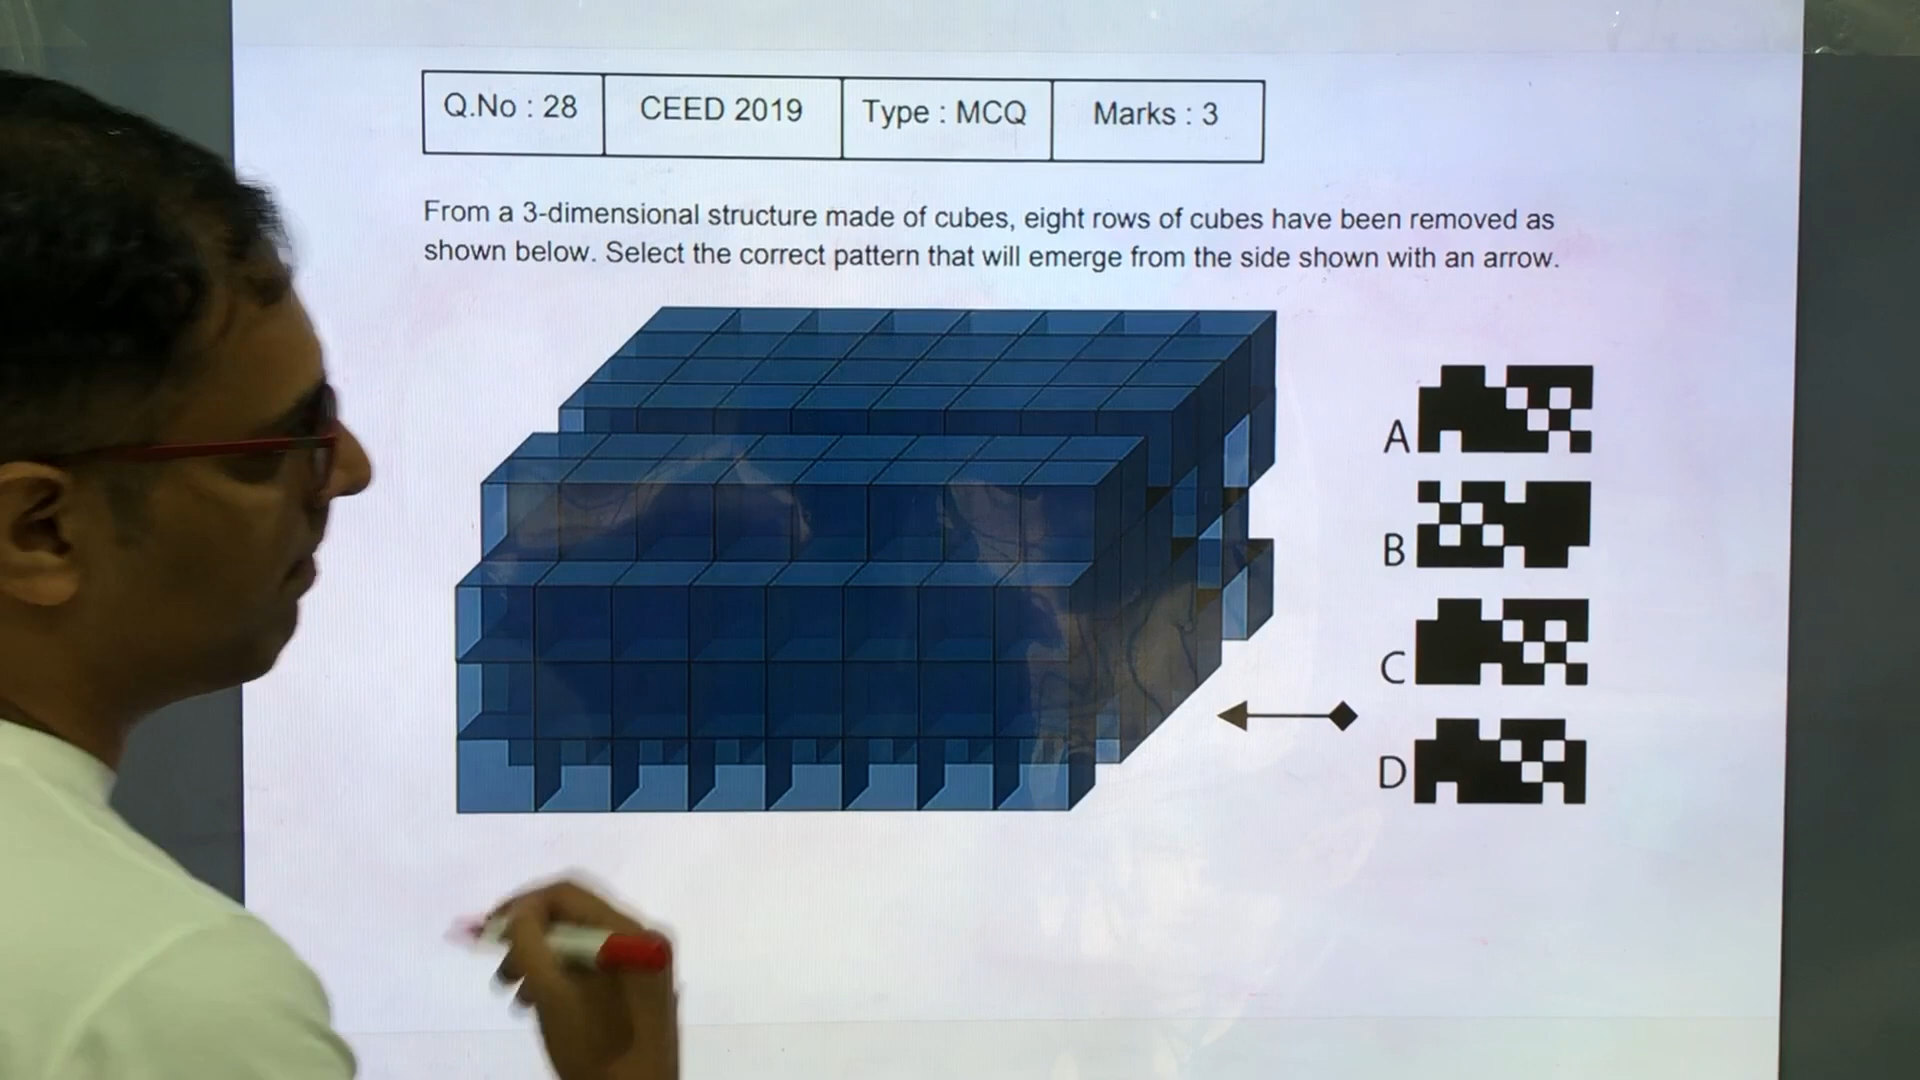 Q.No : 28
CEED 2019
Type : MCQ
Marks : 3
From a 3-dimensional structure made of cubes, eight rows of cubes have been removed as
shown below. Select the correct pattern that will emerge from the side shown with an arrow.
A
B
C
D